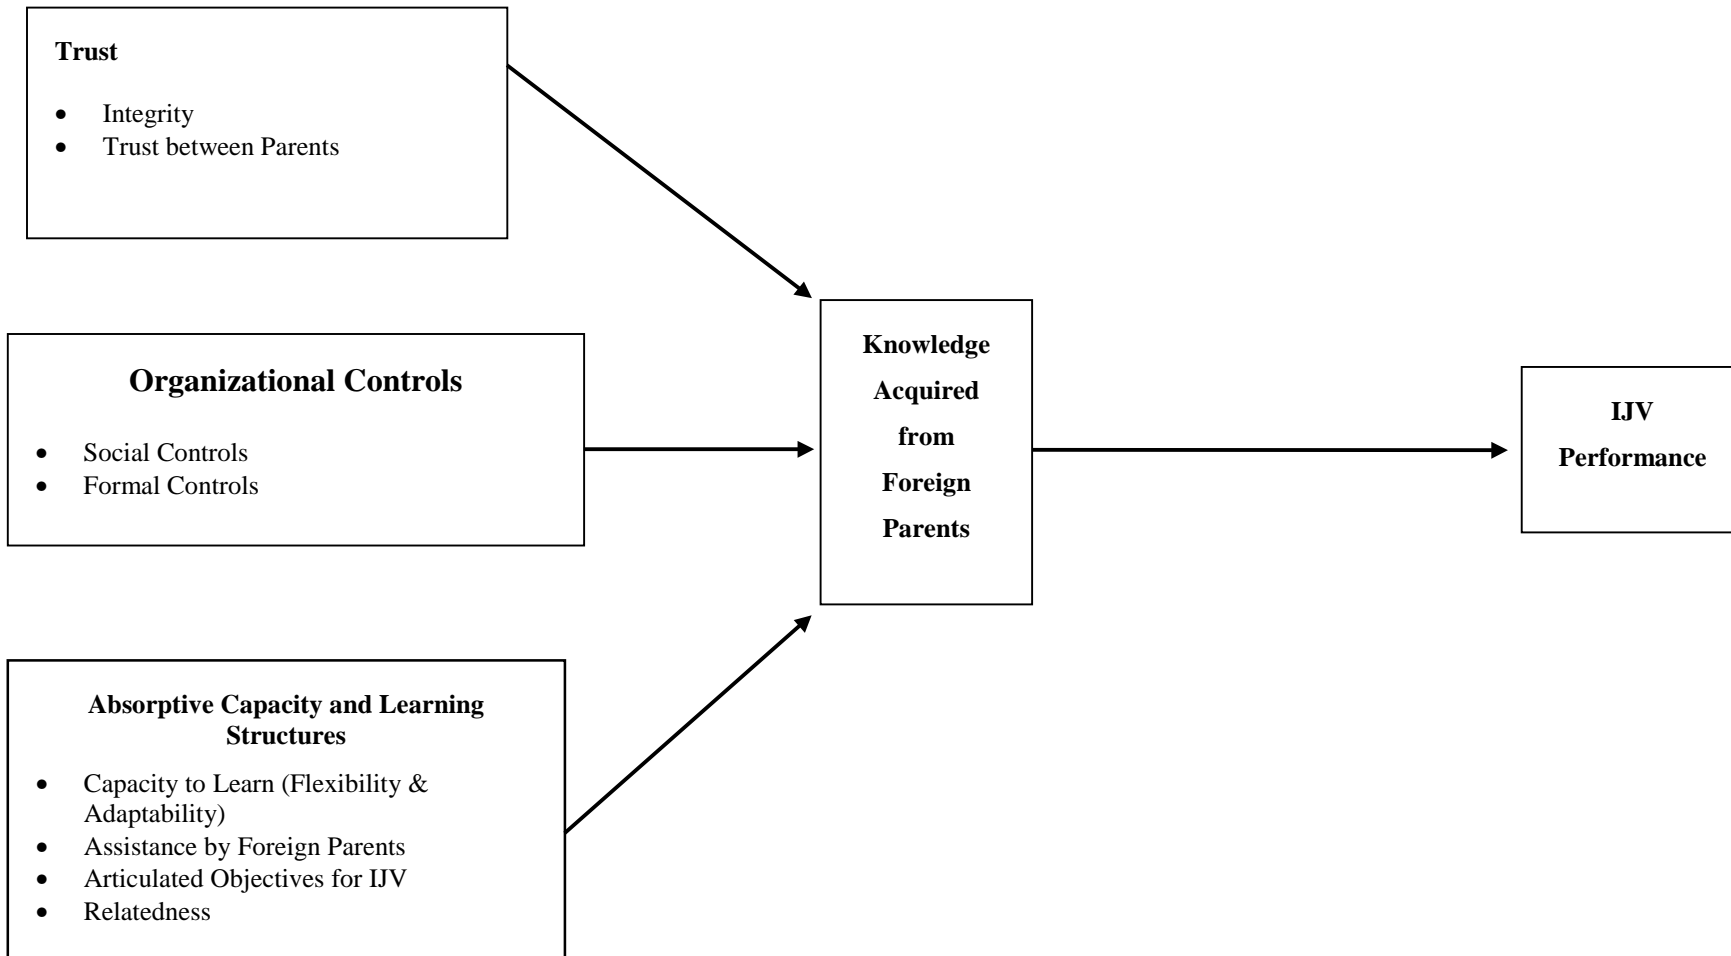 Trust
• Integrity
• Trust between Parents
Organizational Controls
• Social Controls
• Formal Controls
Absorptive Capacity and Learning
Structures
• Capacity to Learn (Flexibility &
Adaptability)
• Assistance by Foreign Parents
• Articulated Objectives for IJV
• Relatedness
Knowledge
Acquired
from
Foreign
Parents
IJV
Performance